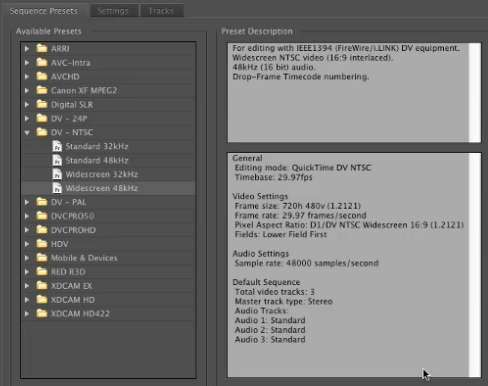 Sequence Presets
Settings
Tracks
Available Presets
ARRI
AVC-Intra
AVCHD
Canon XF MPEG2
Digital SLR
DV - 24P
DV - NTSC
Standard 32kHz
Standard 48kHz
Widescreen 32kHz
Widescreen 48kHz
DV - PAL
DVCPRO50
DVCPROHD
HDV
Mobile & Devices
RED R3D
XDCAM EX
XDCAM HD
XDCAM HD422
Preset Description
For editing with IEEE1394 (FireWire/i.LINK) DV equipment.
Widescreen NTSC video (16:9 interlaced).
48kHz (16 bit) audio.
Drop-Frame Timecode numbering.
General
Editing mode: QuickTime DV NTSC
Timebase: 29.97fps
Video Settings
Frame size: 720h 480v (1.2121)
Frame rate: 29.97 frames/second
Pixel Aspect Ratio: D1/DV NTSC Widescreen 16:9 (1.2121)
Fields: Lower Field First
Audio Settings
Sample rate: 48000 samples/second
Default Sequence
Total video tracks: 3
Master track type: Stereo
Audio Tracks:
Audio 1: Standard
Audio 2: Standard
Audio 3: Standard